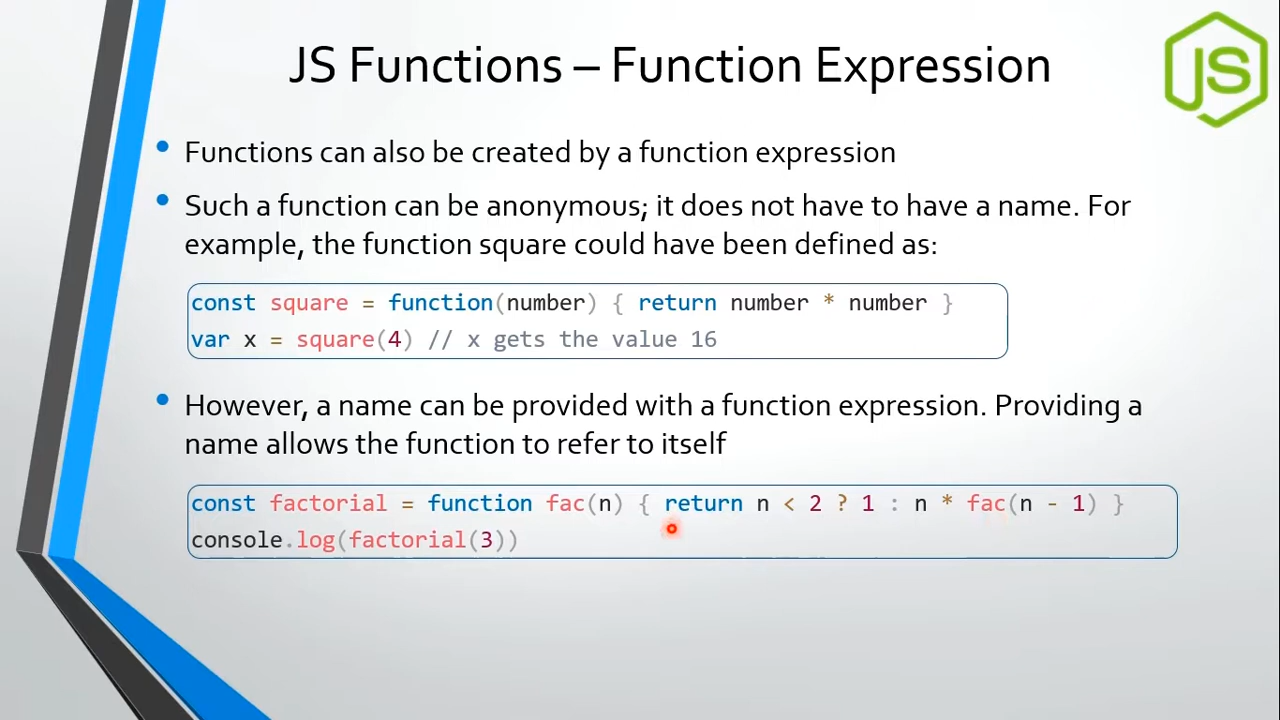 JS Functions – Function Expression
JS
Functions can also be created by a function expression
Such a function can be anonymous; it does not have to have a name. For
example, the function square could have been defined as:
const square = function(number) { return number * number }
var x = square(4) // x gets the value 16
However, a name can be provided with a function expression. Providing a
name allows the function to refer to itself
const factorial = function fac(n) { return n < 2 ? 1 : n * fac(n - 1) }
console.log(factorial(3))